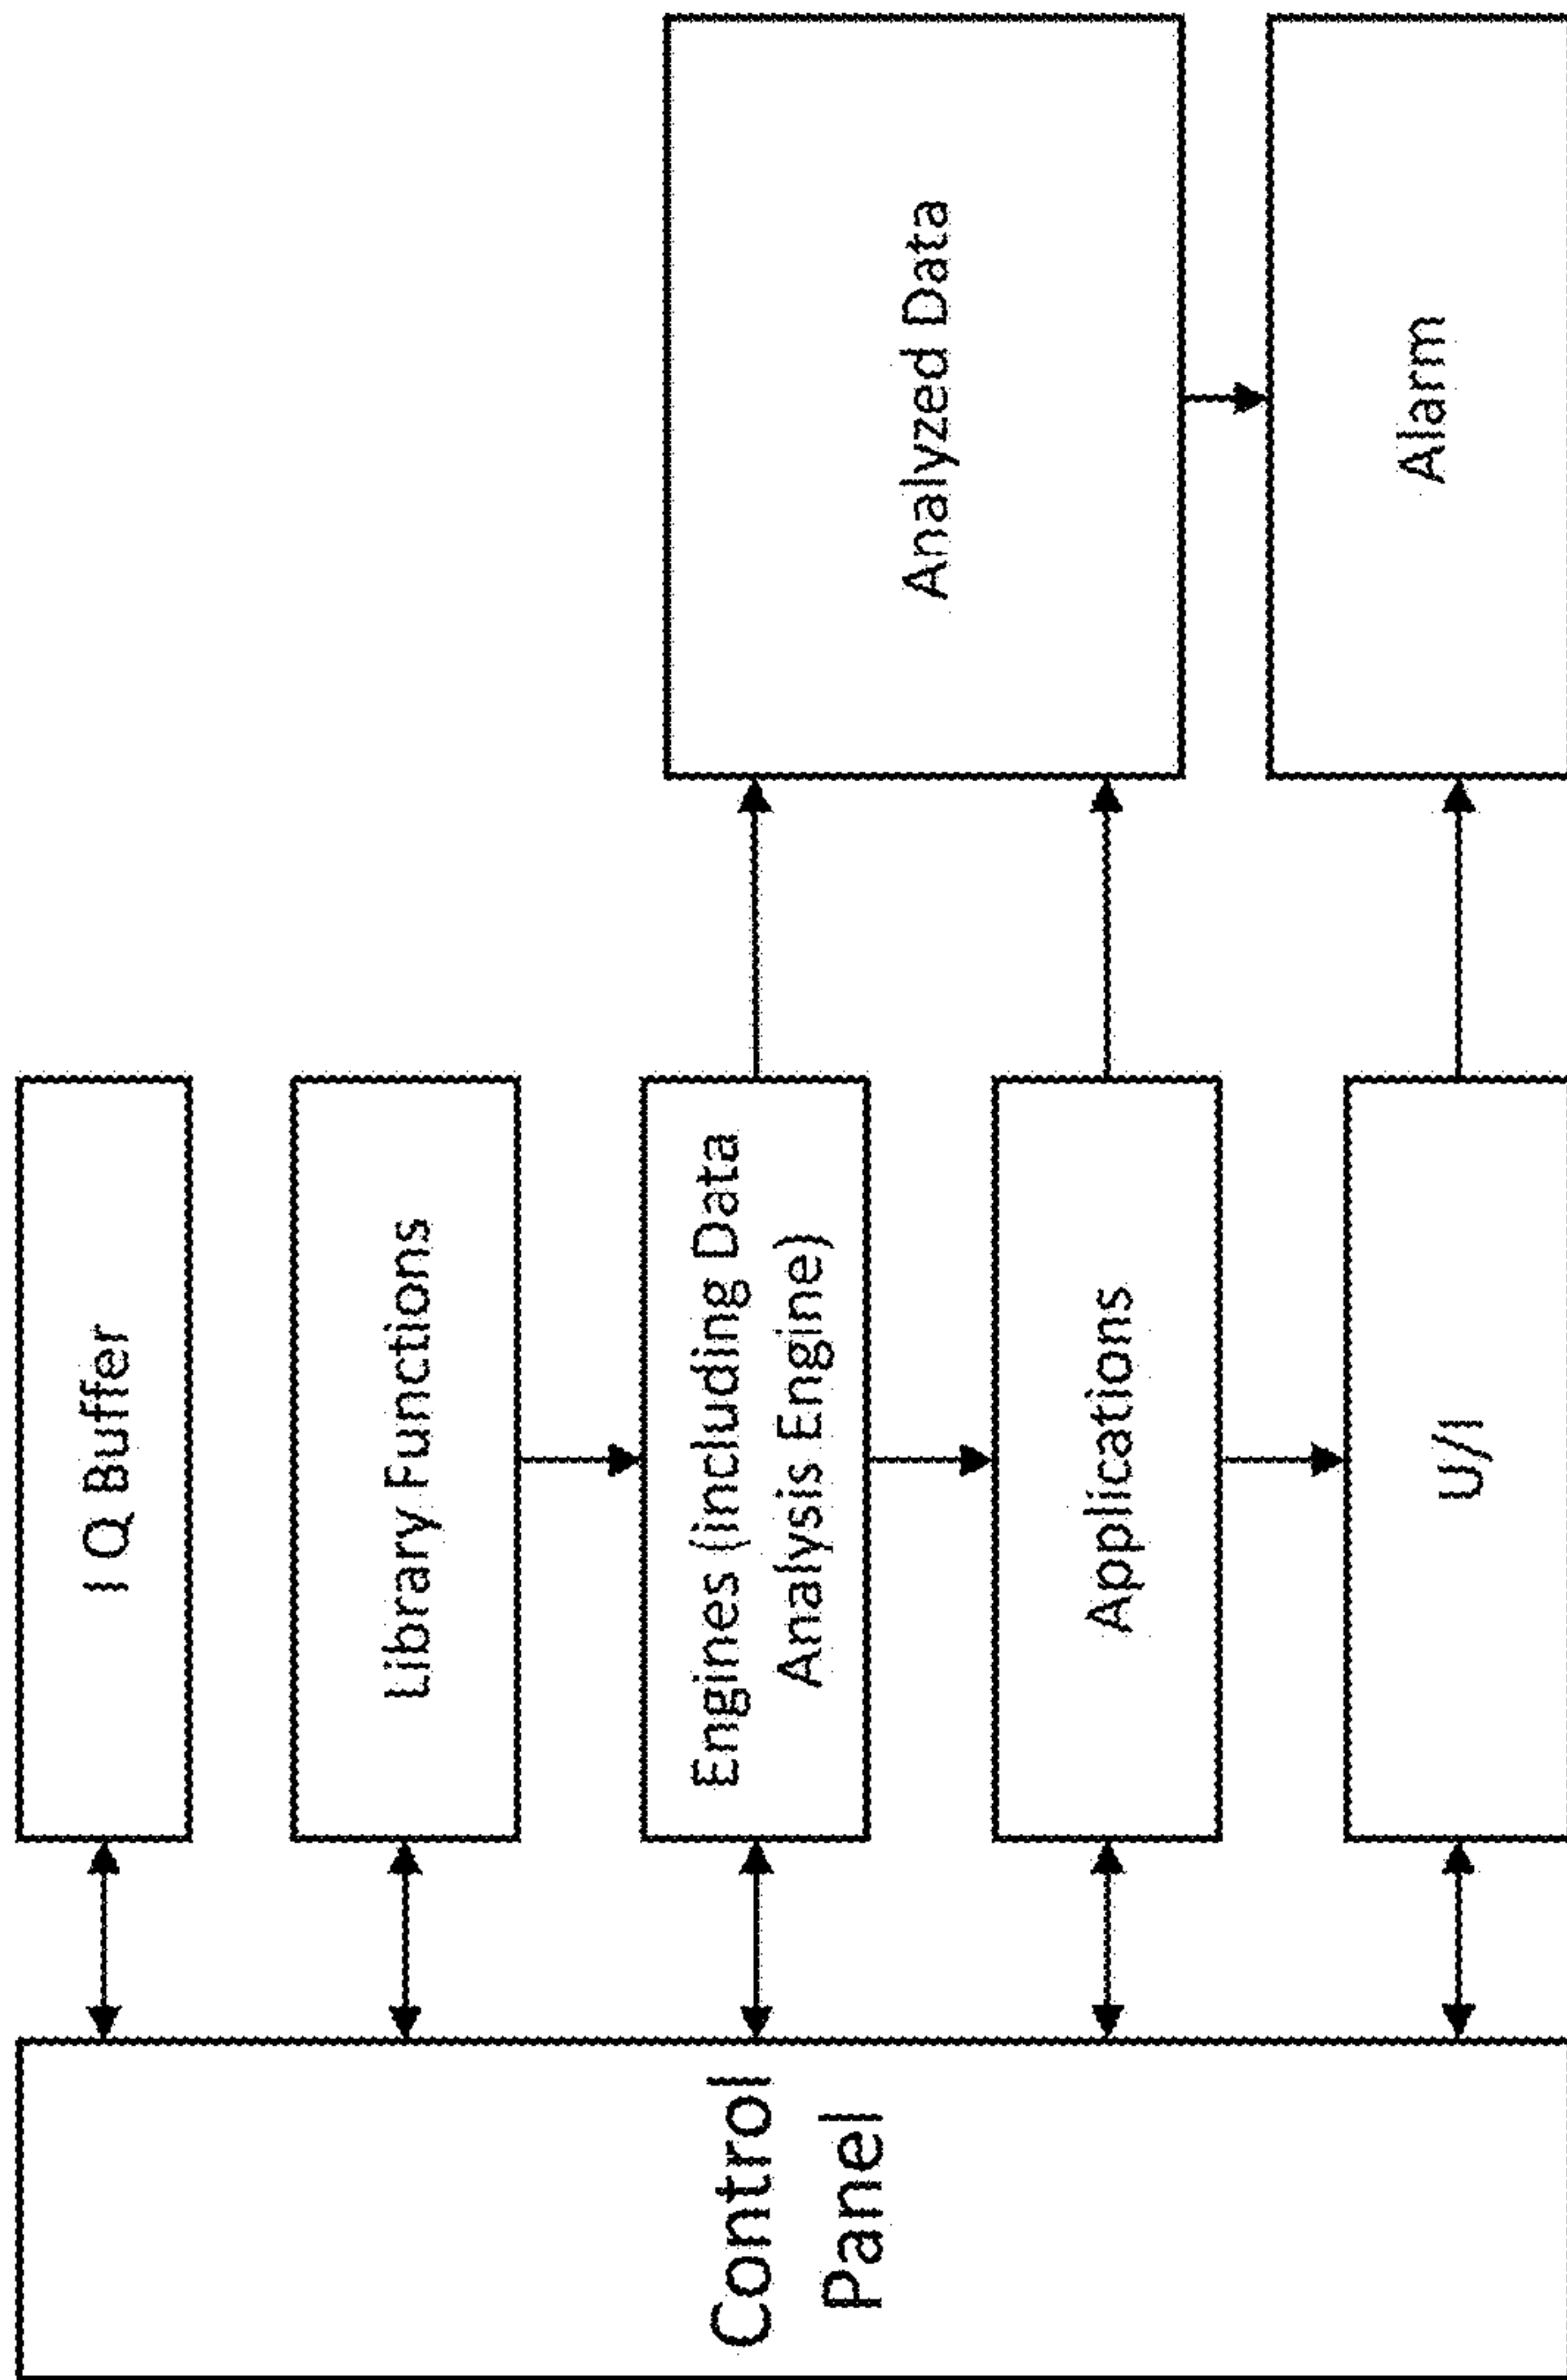 Control
Panel
I Q Buffer
Library Functions
Engines (including Data
Analysis Engine)
Applications
U/I
Analyzed Data
Alarm